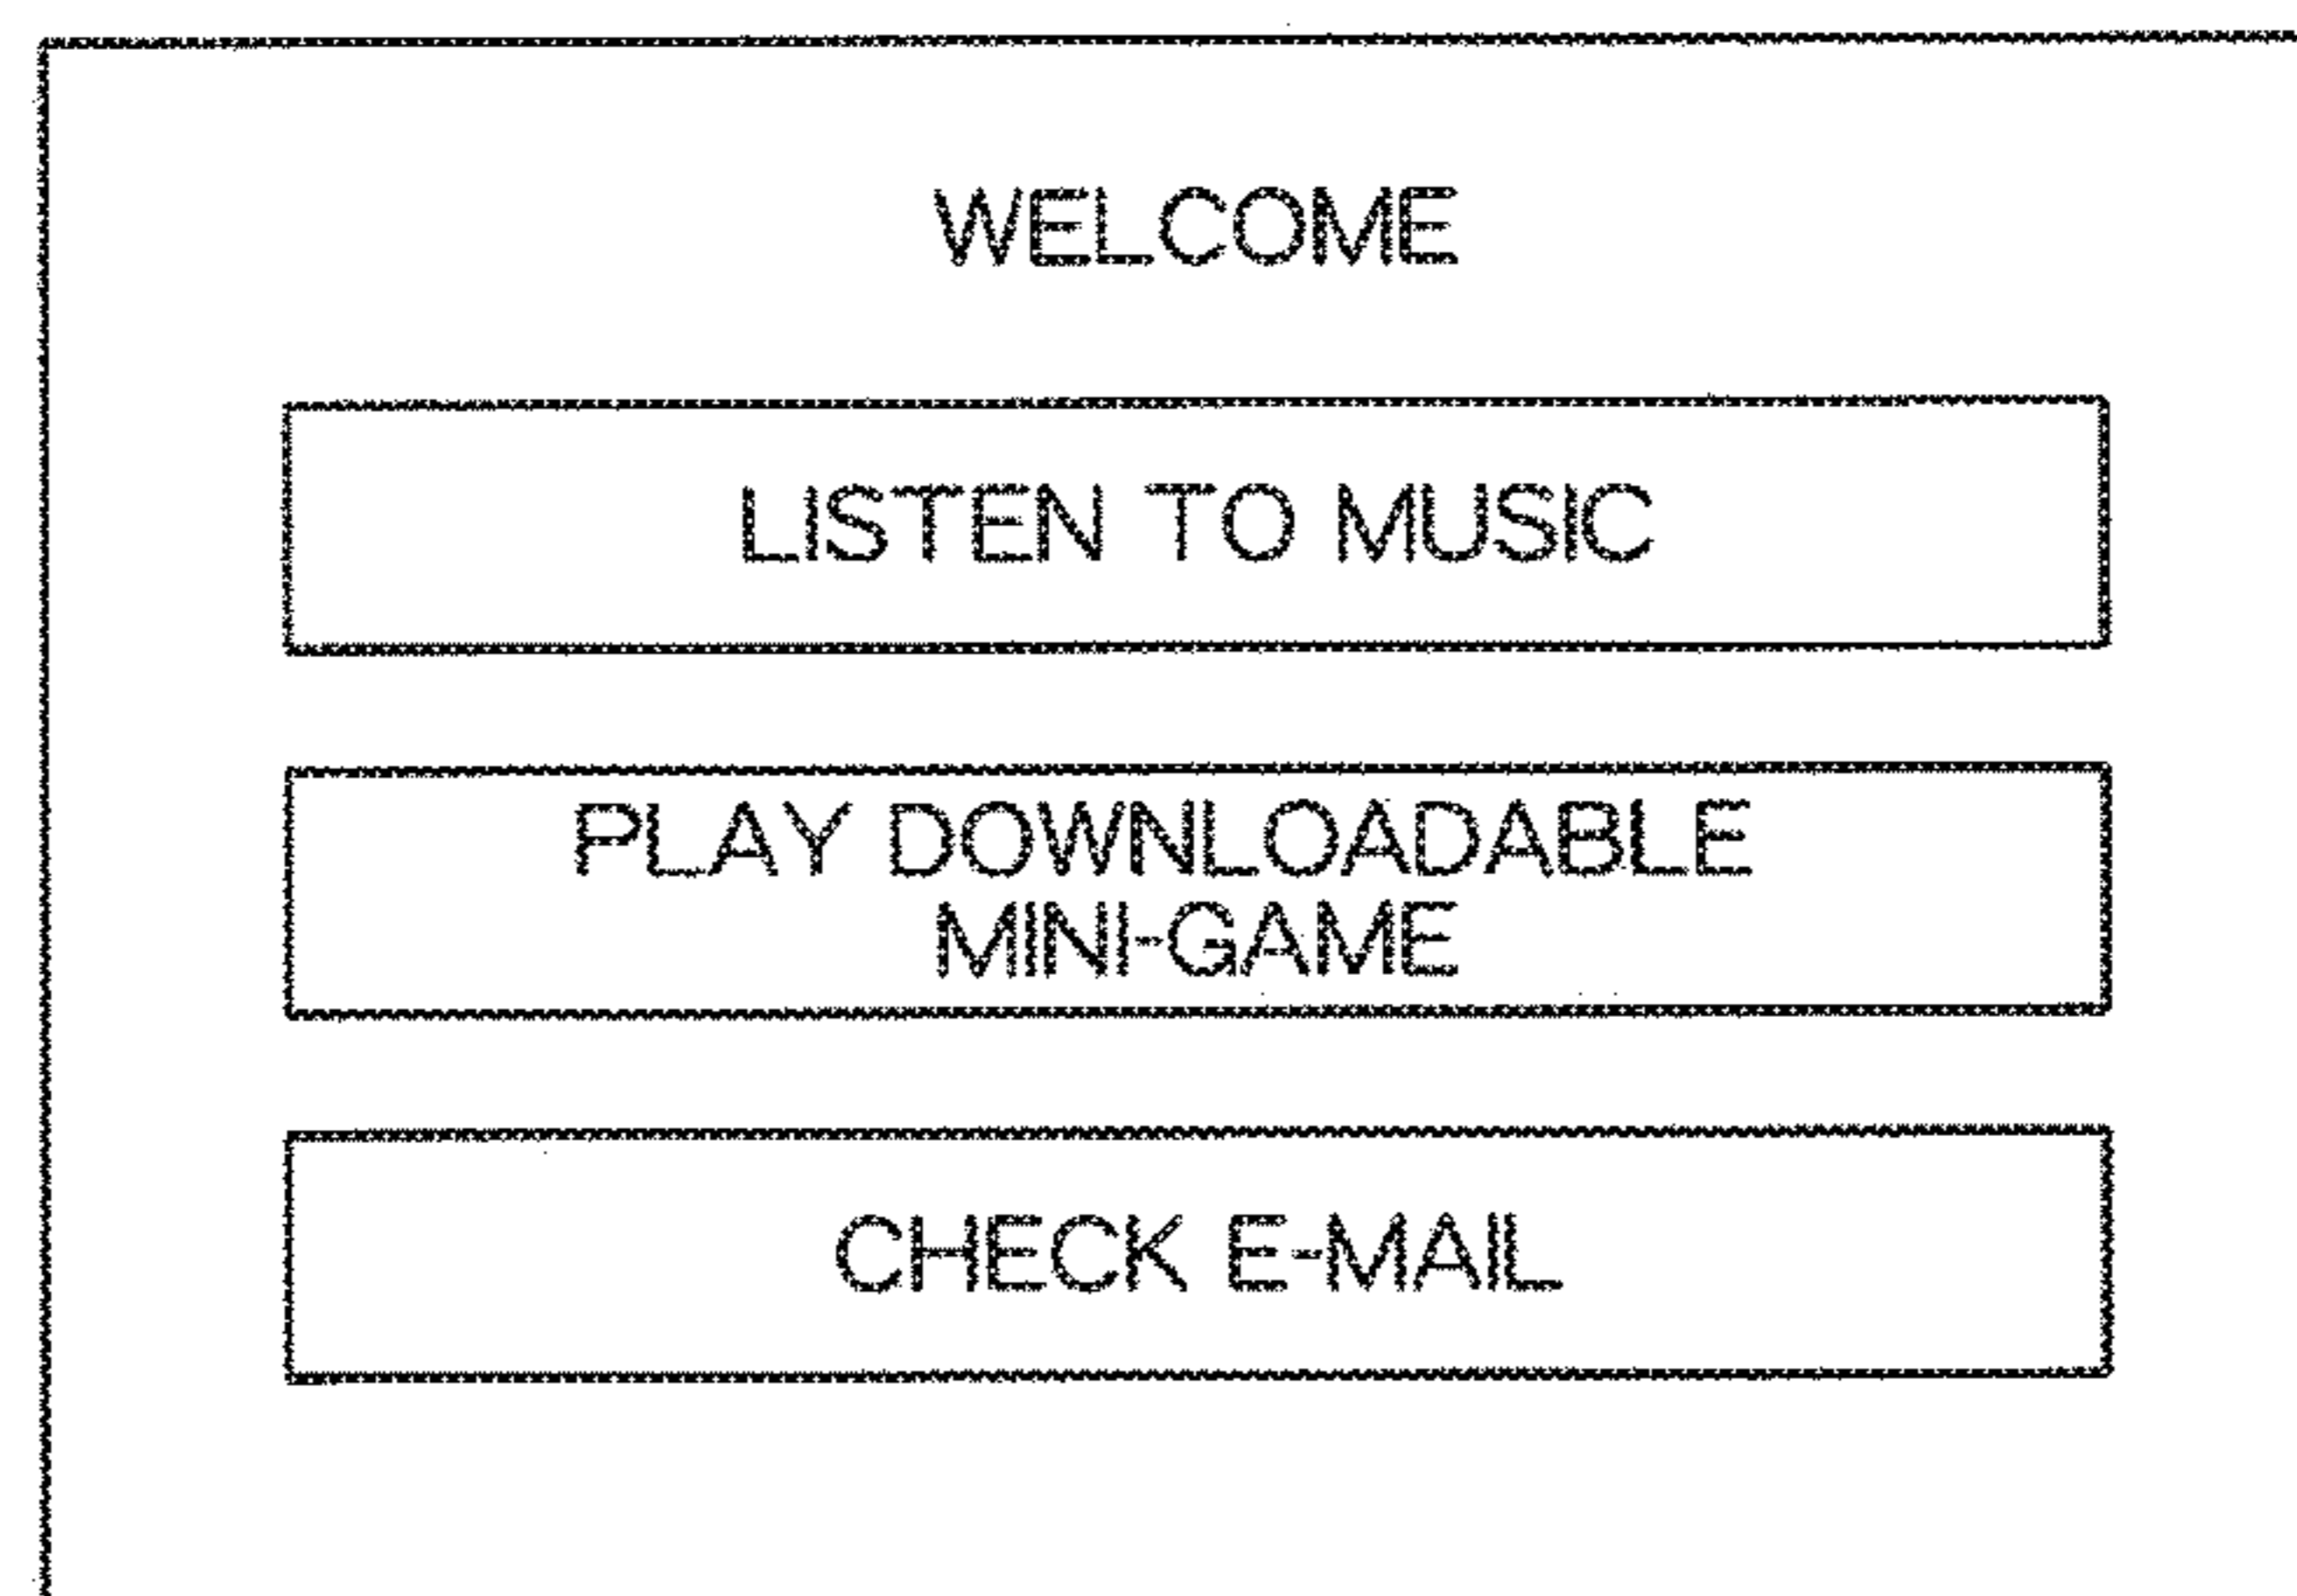 WELCOME
LISTEN TO MUSIC
PLAY DOWNLOADABLE
MINI-GAME
CHECK E-MAIL